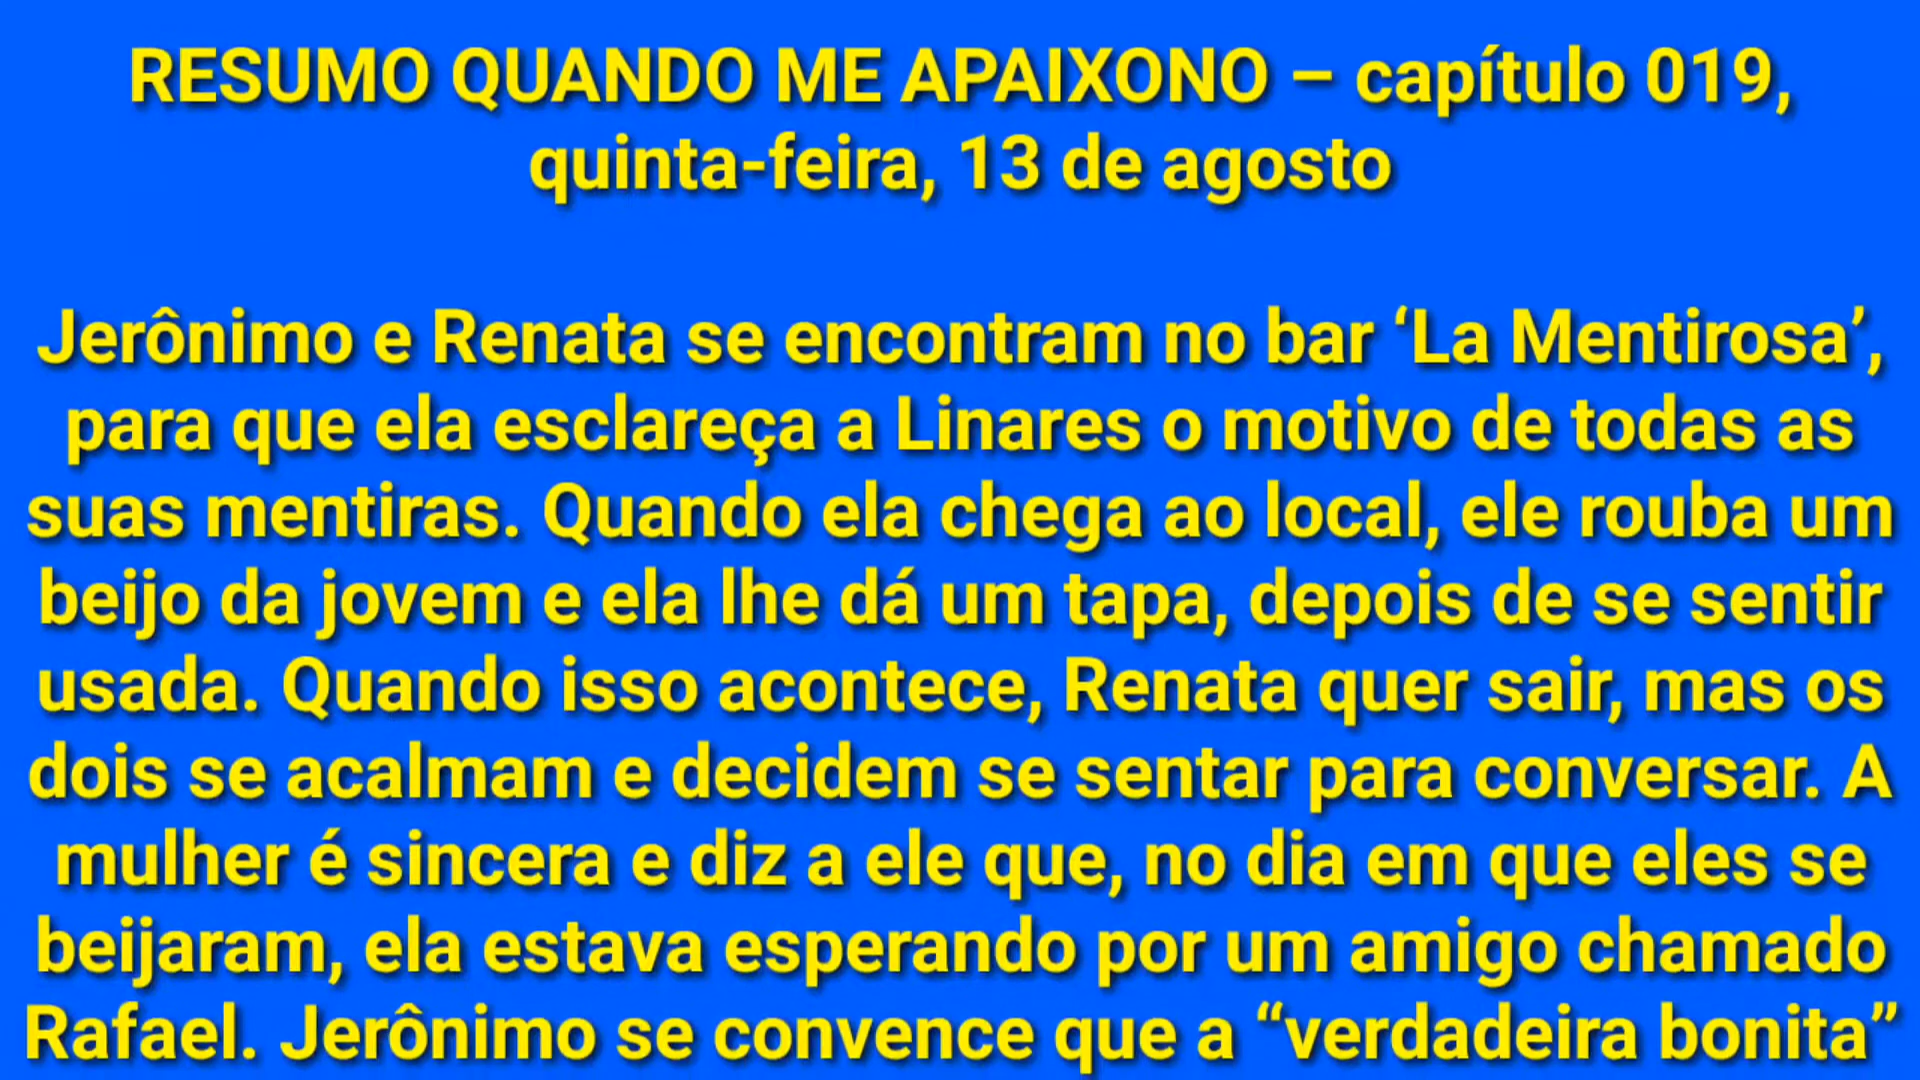 RESUMO QUANDO ME APAIXONO – capítulo 019,
quinta-feira, 13 de agosto
Jerônimo e Renata se encontram no bar ‘La Mentirosa’,
para que ela esclareça a Linares o motivo de todas as
suas mentiras. Quando ela chega ao local, ele rouba um
beijo da jovem e ela lhe dá um tapa, depois de se sentir
usada. Quando isso acontece, Renata quer sair, mas os
dois se acalmam e decidem se sentar para conversar. A
mulher é sincera e diz a ele que, no dia em que eles se
beijaram, ela estava esperando por um amigo chamado
Rafael. Jerônimo se convence que a “verdadeira bonita”